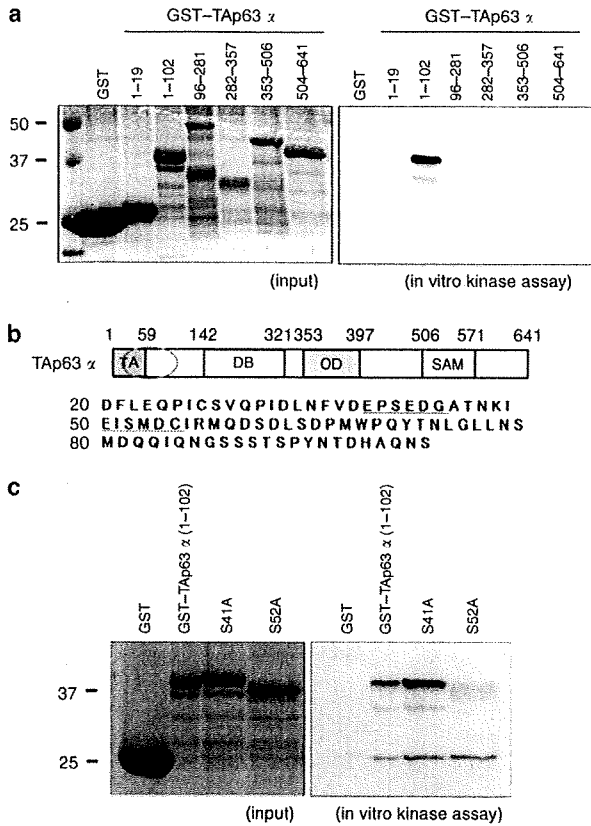 a
GST–TAp63 α
GST–TAp63 α
GST
1–19
1–102
96–281
282–357
353–506
504–641
GST
1–19
1–102
96–281
282–357
353–506
504–641
50
37
25
(input)
(in vitro kinase assay)
b
1 59 142 321 353 397 506 571 641
TAp63 α TA DB OD SAM
20 DFLEQPICSVQPIDLNFVDEPSEDGATNKI
50 EISMDCIRMQDSDLSDPMWPQYTNLGLLNS
80 MDQQIQNGSSSTSPYNTDHAQNS
c
GST
GST–TAp63 α (1–102)
S41A
S52A
GST
GST–TAp63 α (1–102)
S41A
S52A
37
25
(input)
(in vitro kinase assay)